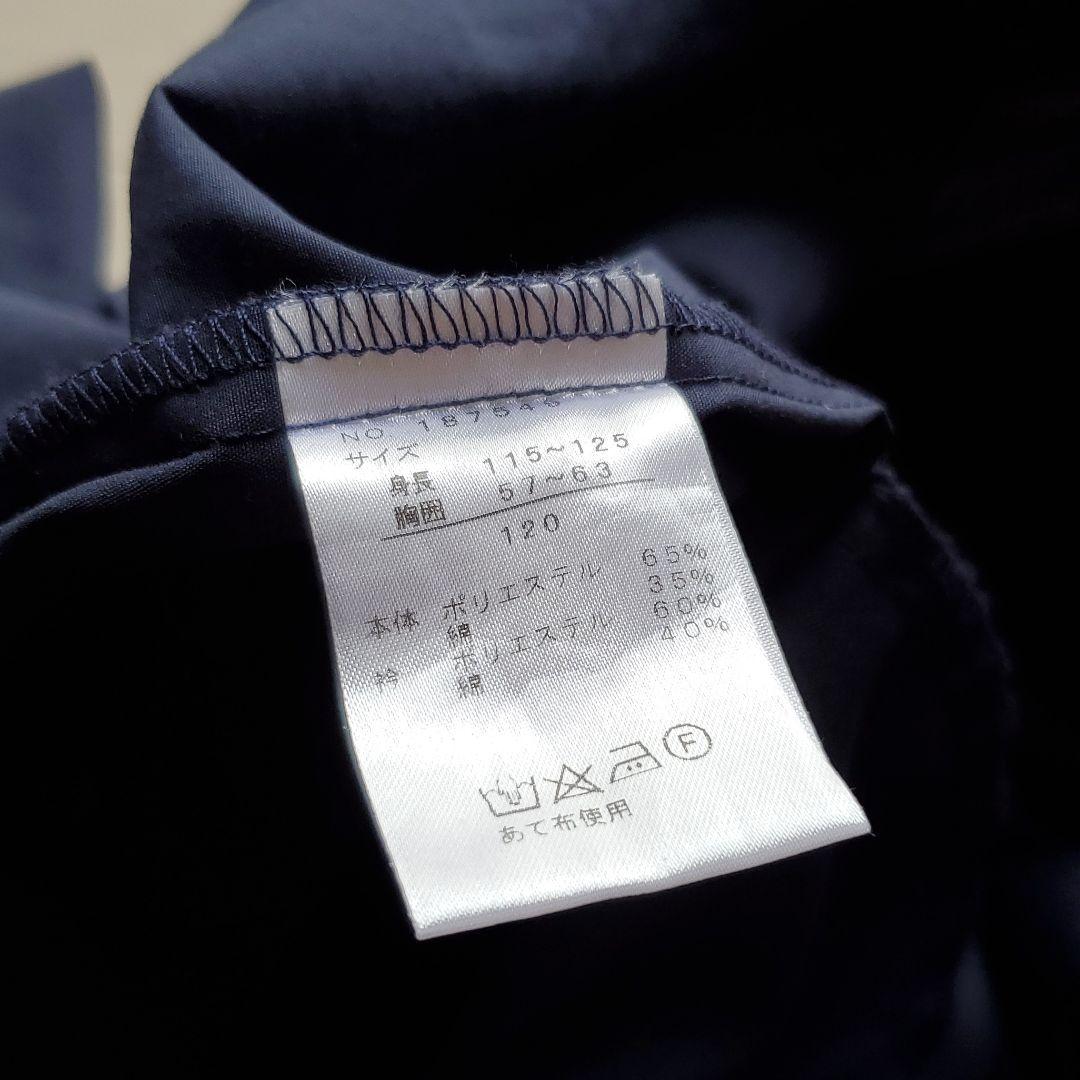 NO 187545
サイズ
身長 115～125
胸囲 57～63
120
本体 ポリエステル 65%
綿 35%
衿 ポリエステル 60%
綿 40%
F
あて布使用